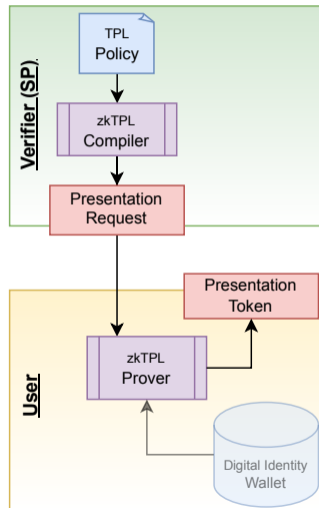 TPL
Policy
Verifier (SP)
zkTPL
Compiler
Presentation
Request
Presentation
Token
zkTPL
Prover
User
Digital Identity
Wallet